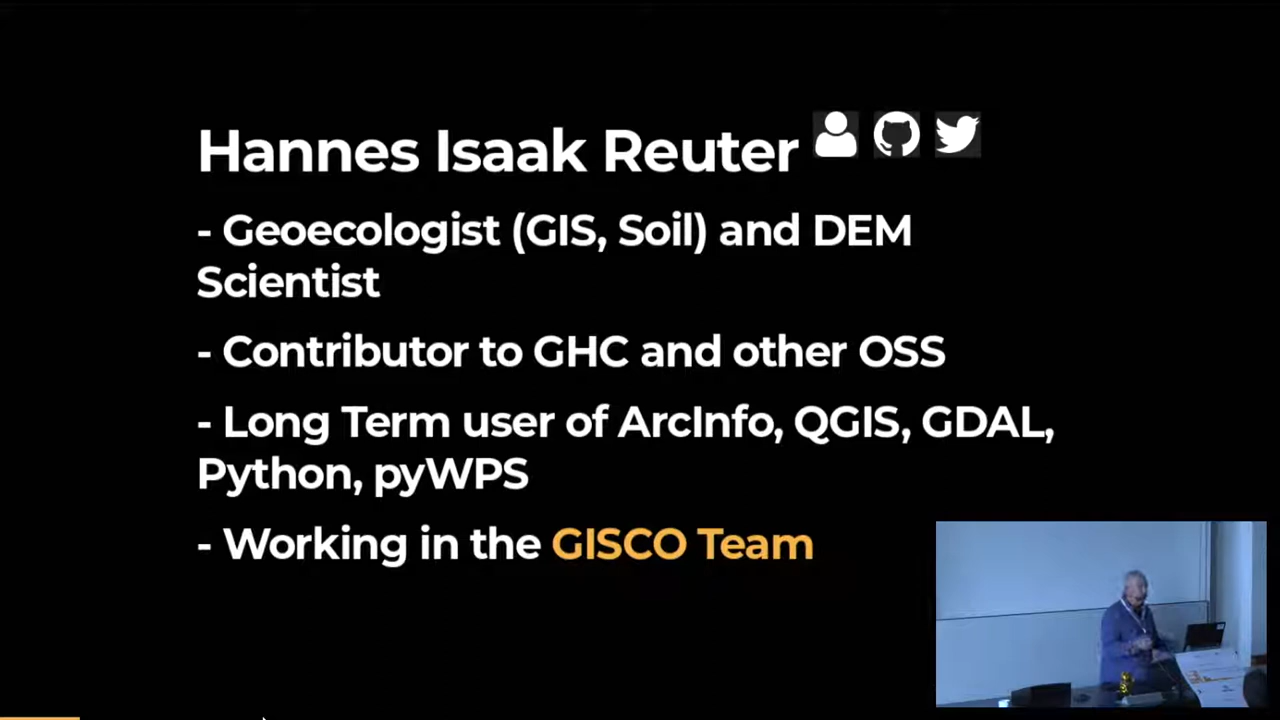 Hannes Isaak Reuter
- Geoecologist (GIS, Soil) and DEM
Scientist
- Contributor to GHC and other OSS
- Long Term user of ArcInfo, QGIS, GDAL,
Python, pyWPS
- Working in the GISCO Team